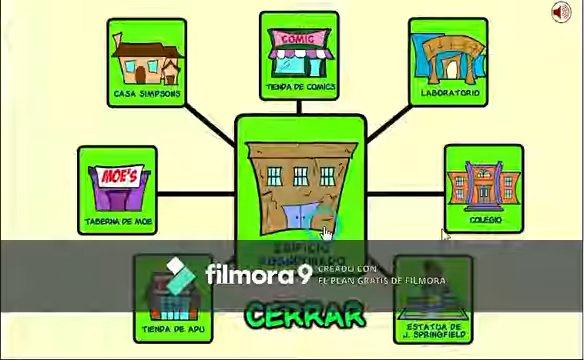 COMIC
CASA SIMPSONS
TIENDA DE COMICS
LABORATORIO
MOE'S
TABERNA DE MOE
COLEGIO
EDIFICIO
filmora9
CREADO CON
EL PLAN GRATIS DE FILMORA
TIENDA DE APU
CERRAR
ESTATUA DE
J. SPRINGFIELD